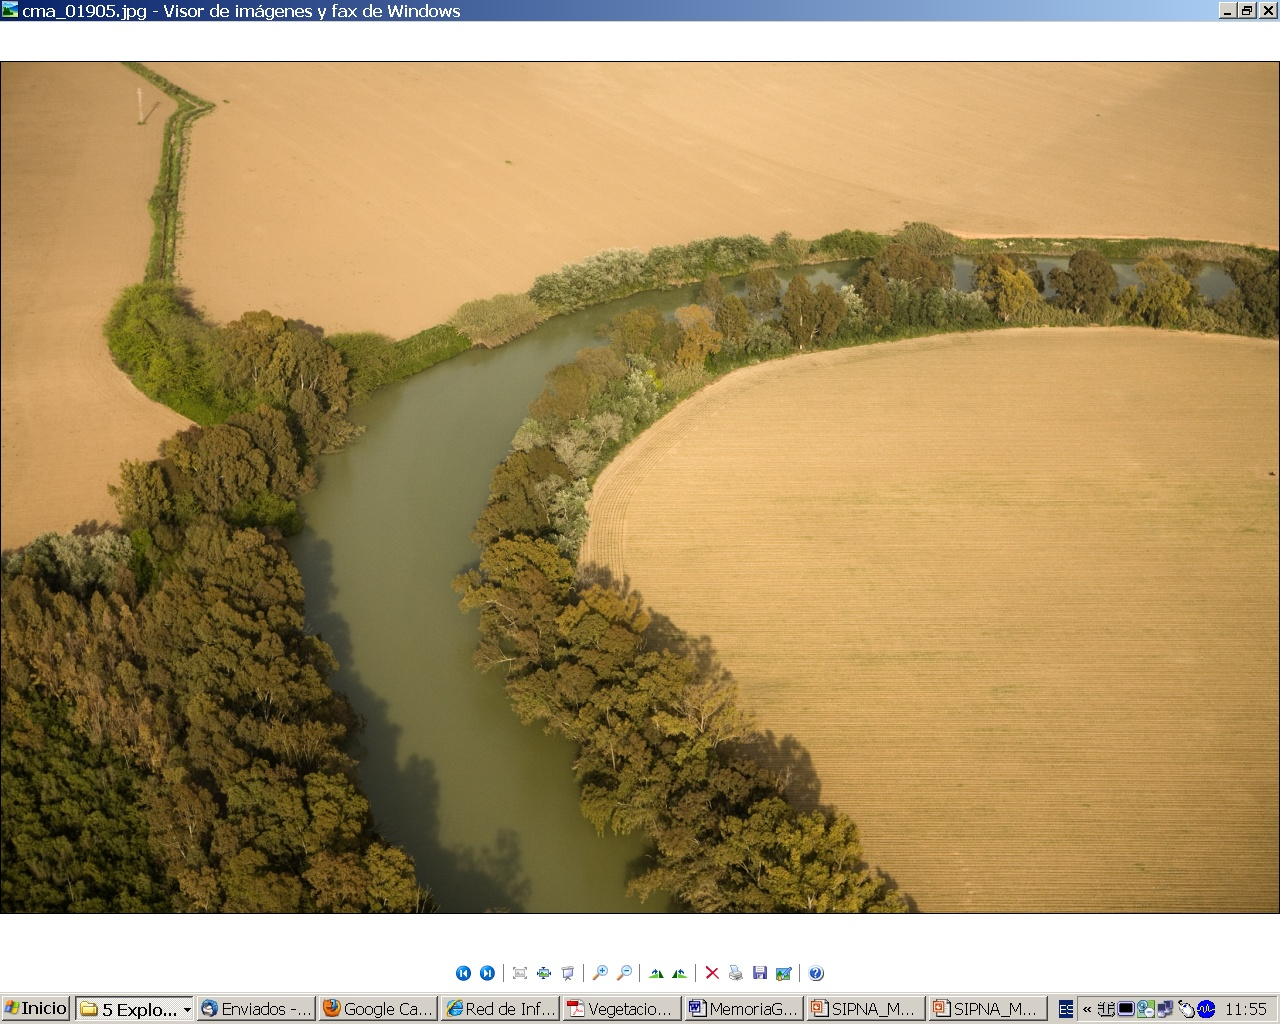 cma_01905.jpg - Visor de imágenes y fax de Windows
Inicio
5 Explo...
Enviados -...
Google Ca...
Red de Inf...
Vegetacio...
MemoriaG...
SIPNA_M...
SIPNA_M...
ES
«
11:55